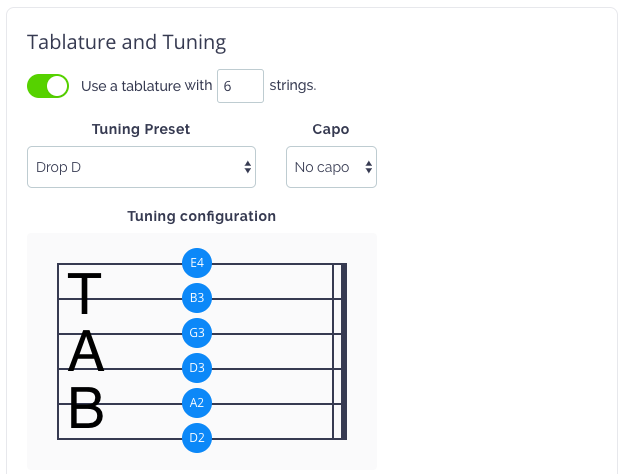 Tablature and Tuning
Use a tablature with 6 strings.
Tuning Preset Capo
Drop D No capo
Tuning configuration
E4
T
B3
G3
A
D3
A2
B
D2